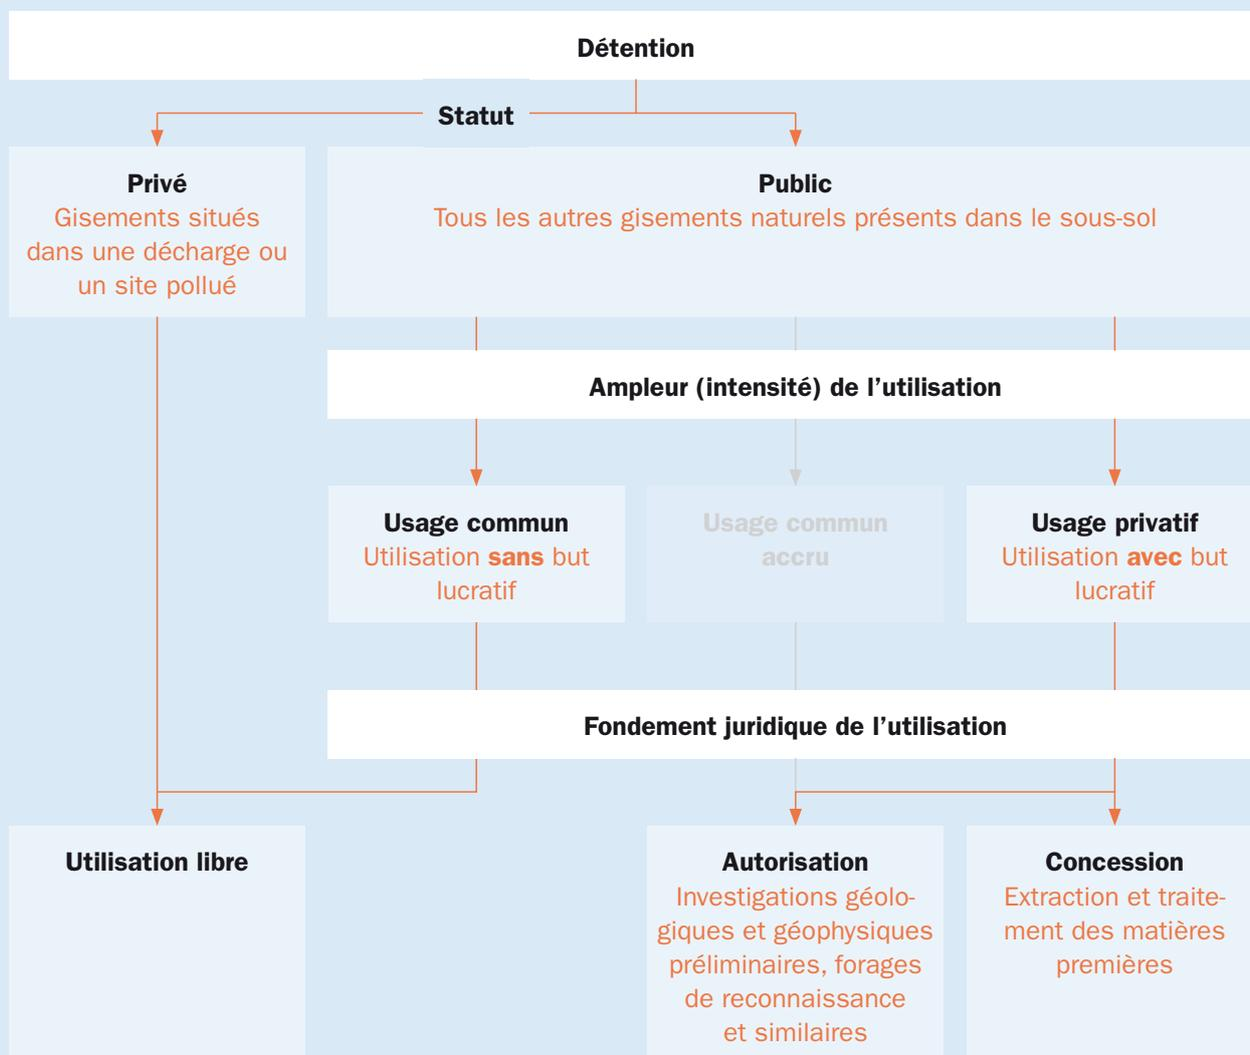 Détention
Statut
Privé
Gisements situés
dans une décharge ou
un site pollué
Public
Tous les autres gisements naturels présents dans le sous-sol
Ampleur (intensité) de l’utilisation
Usage commun
Utilisation sans but
lucratif
Usage commun
accru
Usage privatif
Utilisation avec but
lucratif
Fondement juridique de l’utilisation
Utilisation libre
Autorisation
Investigations géolo-
giques et géophysiques
préliminaires, forages
de reconnaissance
et similaires
Concession
Extraction et traite-
ment des matières
premières